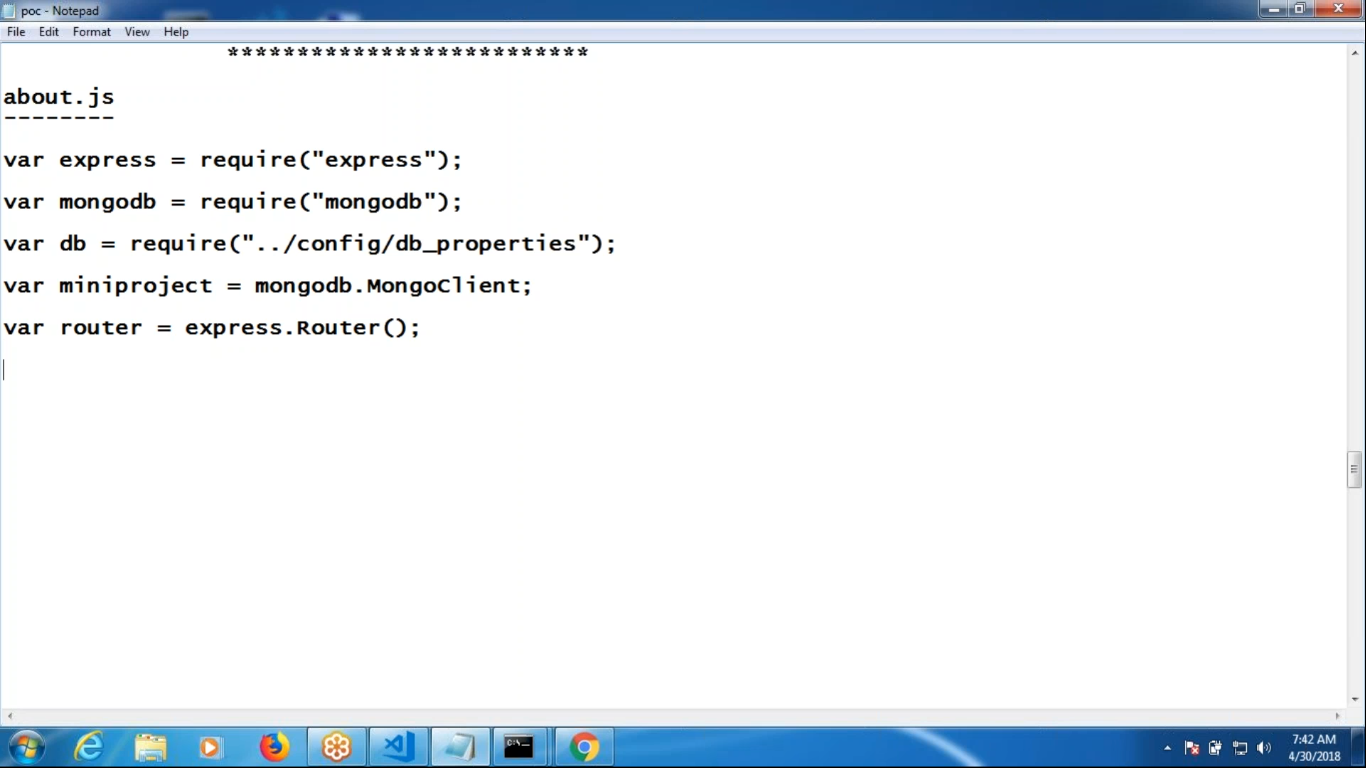 poc - Notepad
File Edit Format View Help
**************************
about.js
--------
var express = require("express");
var mongodb = require("mongodb");
var db = require("../config/db_properties");
var miniproject = mongodb.MongoClient;
var router = express.Router();
C:\_
7:42 AM
4/30/2018